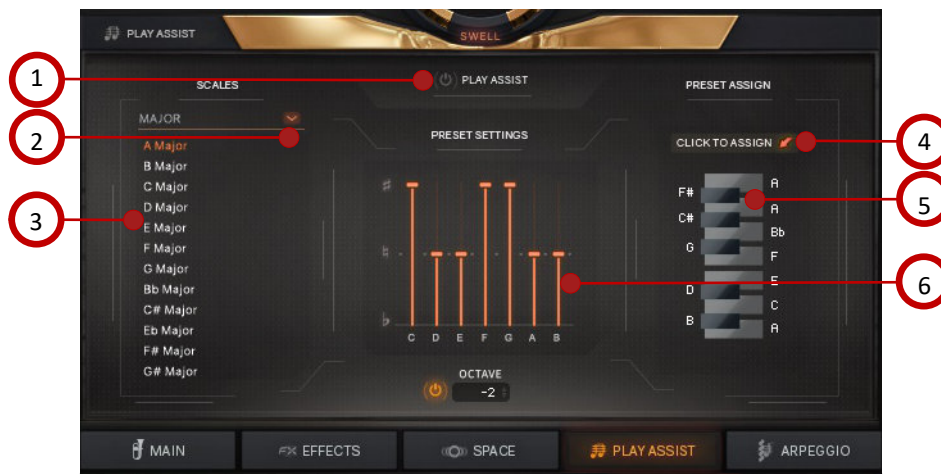 PLAY ASSIST
SWELL
1
PLAY ASSIST
SCALES
PRESET ASSIGN
2
MAJOR
PRESET SETTINGS
CLICK TO ASSIGN
4
A Major
B Major
C Major
D Major
E Major
F Major
G Major
Bb Major
C# Major
Eb Major
F# Major
G# Major
3
♯
♮
♭
C D E F G A B
F#
C#
G
D
B
A
A
Bb
F
E
C
A
5
6
OCTAVE
-2
MAIN
FX EFFECTS
SPACE
PLAY ASSIST
ARPEGGIO